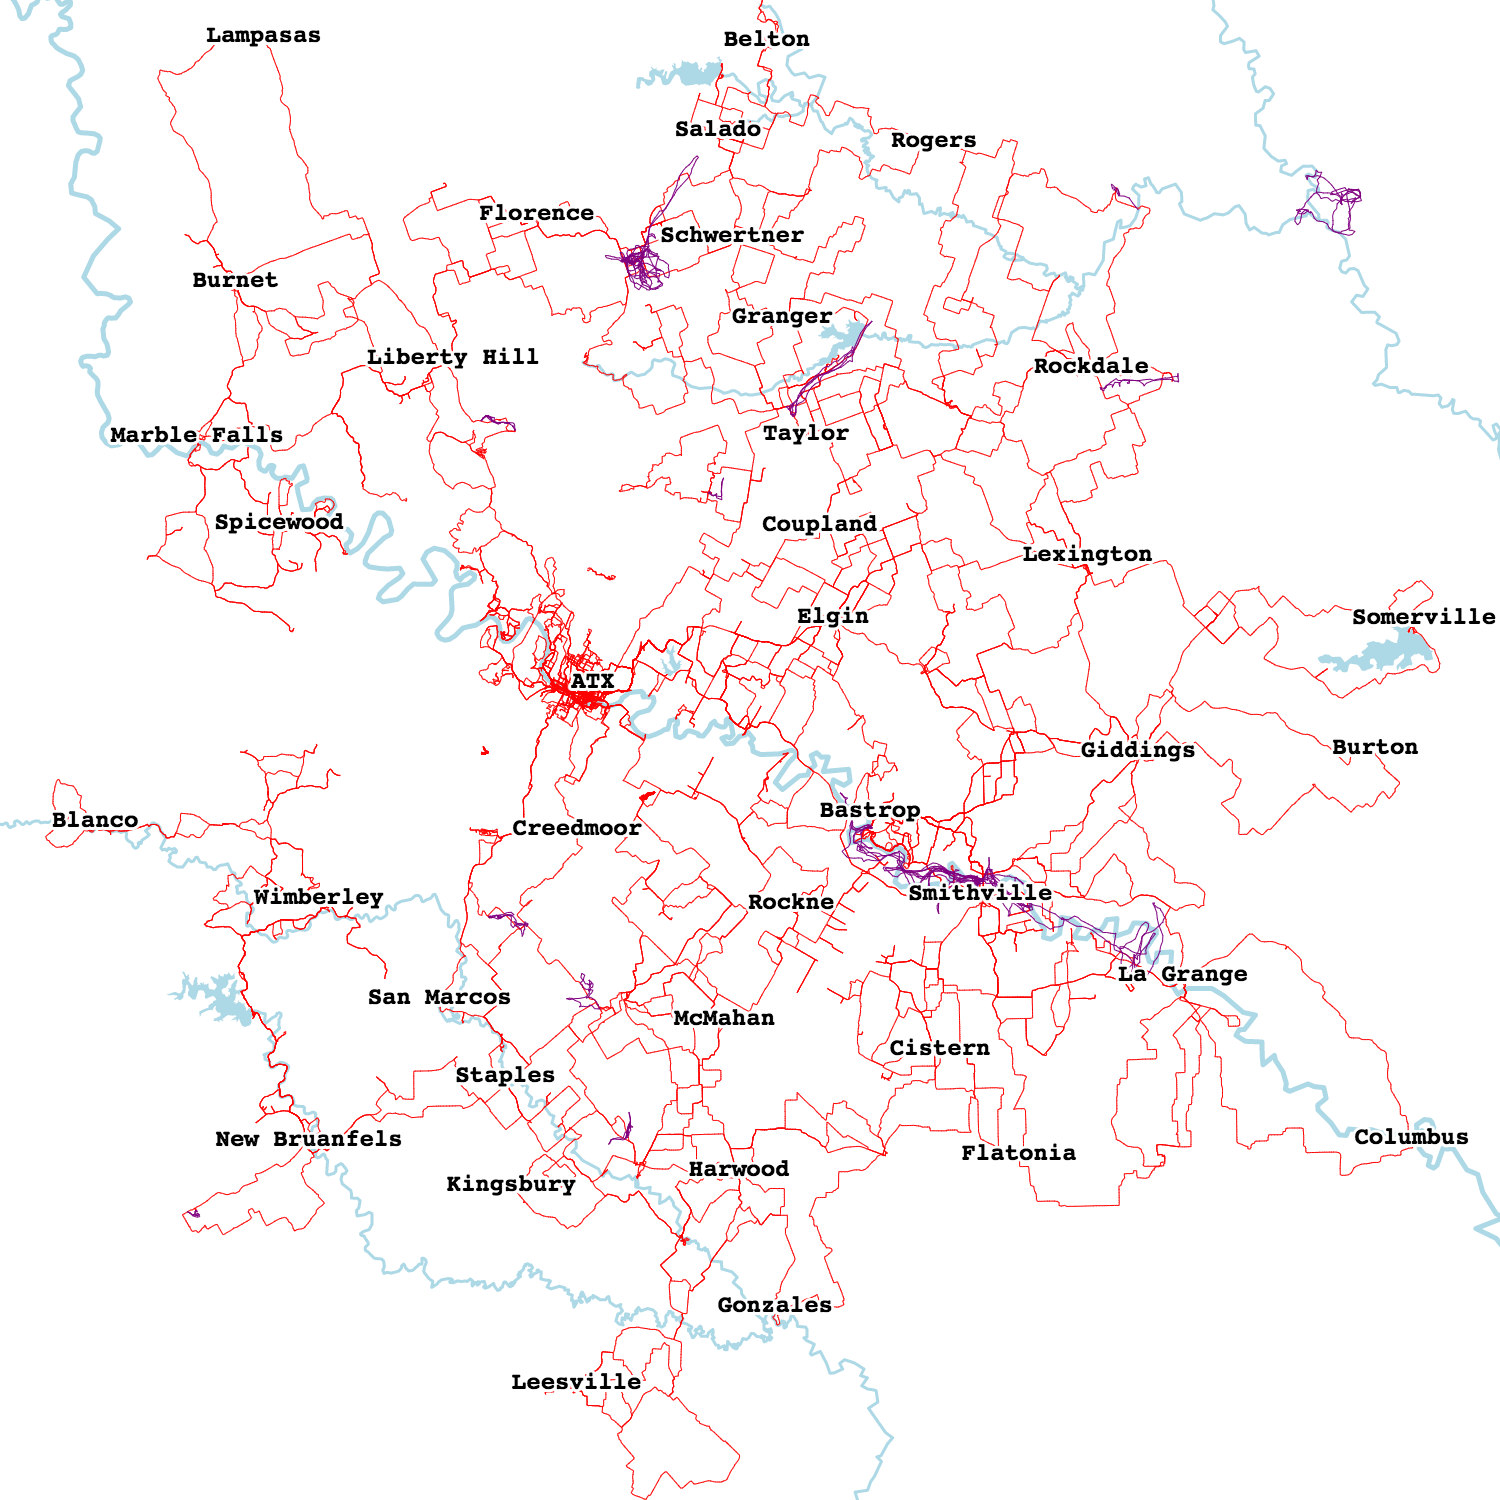 Lampasas
Belton
Salado
Rogers
Florence
Schwertner
Burnet
Granger
Liberty Hill
Rockdale
Marble Falls
Taylor
Spicewood
Coupland
Lexington
Elgin
Somerville
ATX
Giddings
Burton
Bastrop
Blanco
Creedmoor
Smithville
Wimberley
Rockne
La Grange
San Marcos
McMahan
Cistern
Staples
New Bruanfels
Columbus
Flatonia
Harwood
Kingsbury
Gonzales
Leesville